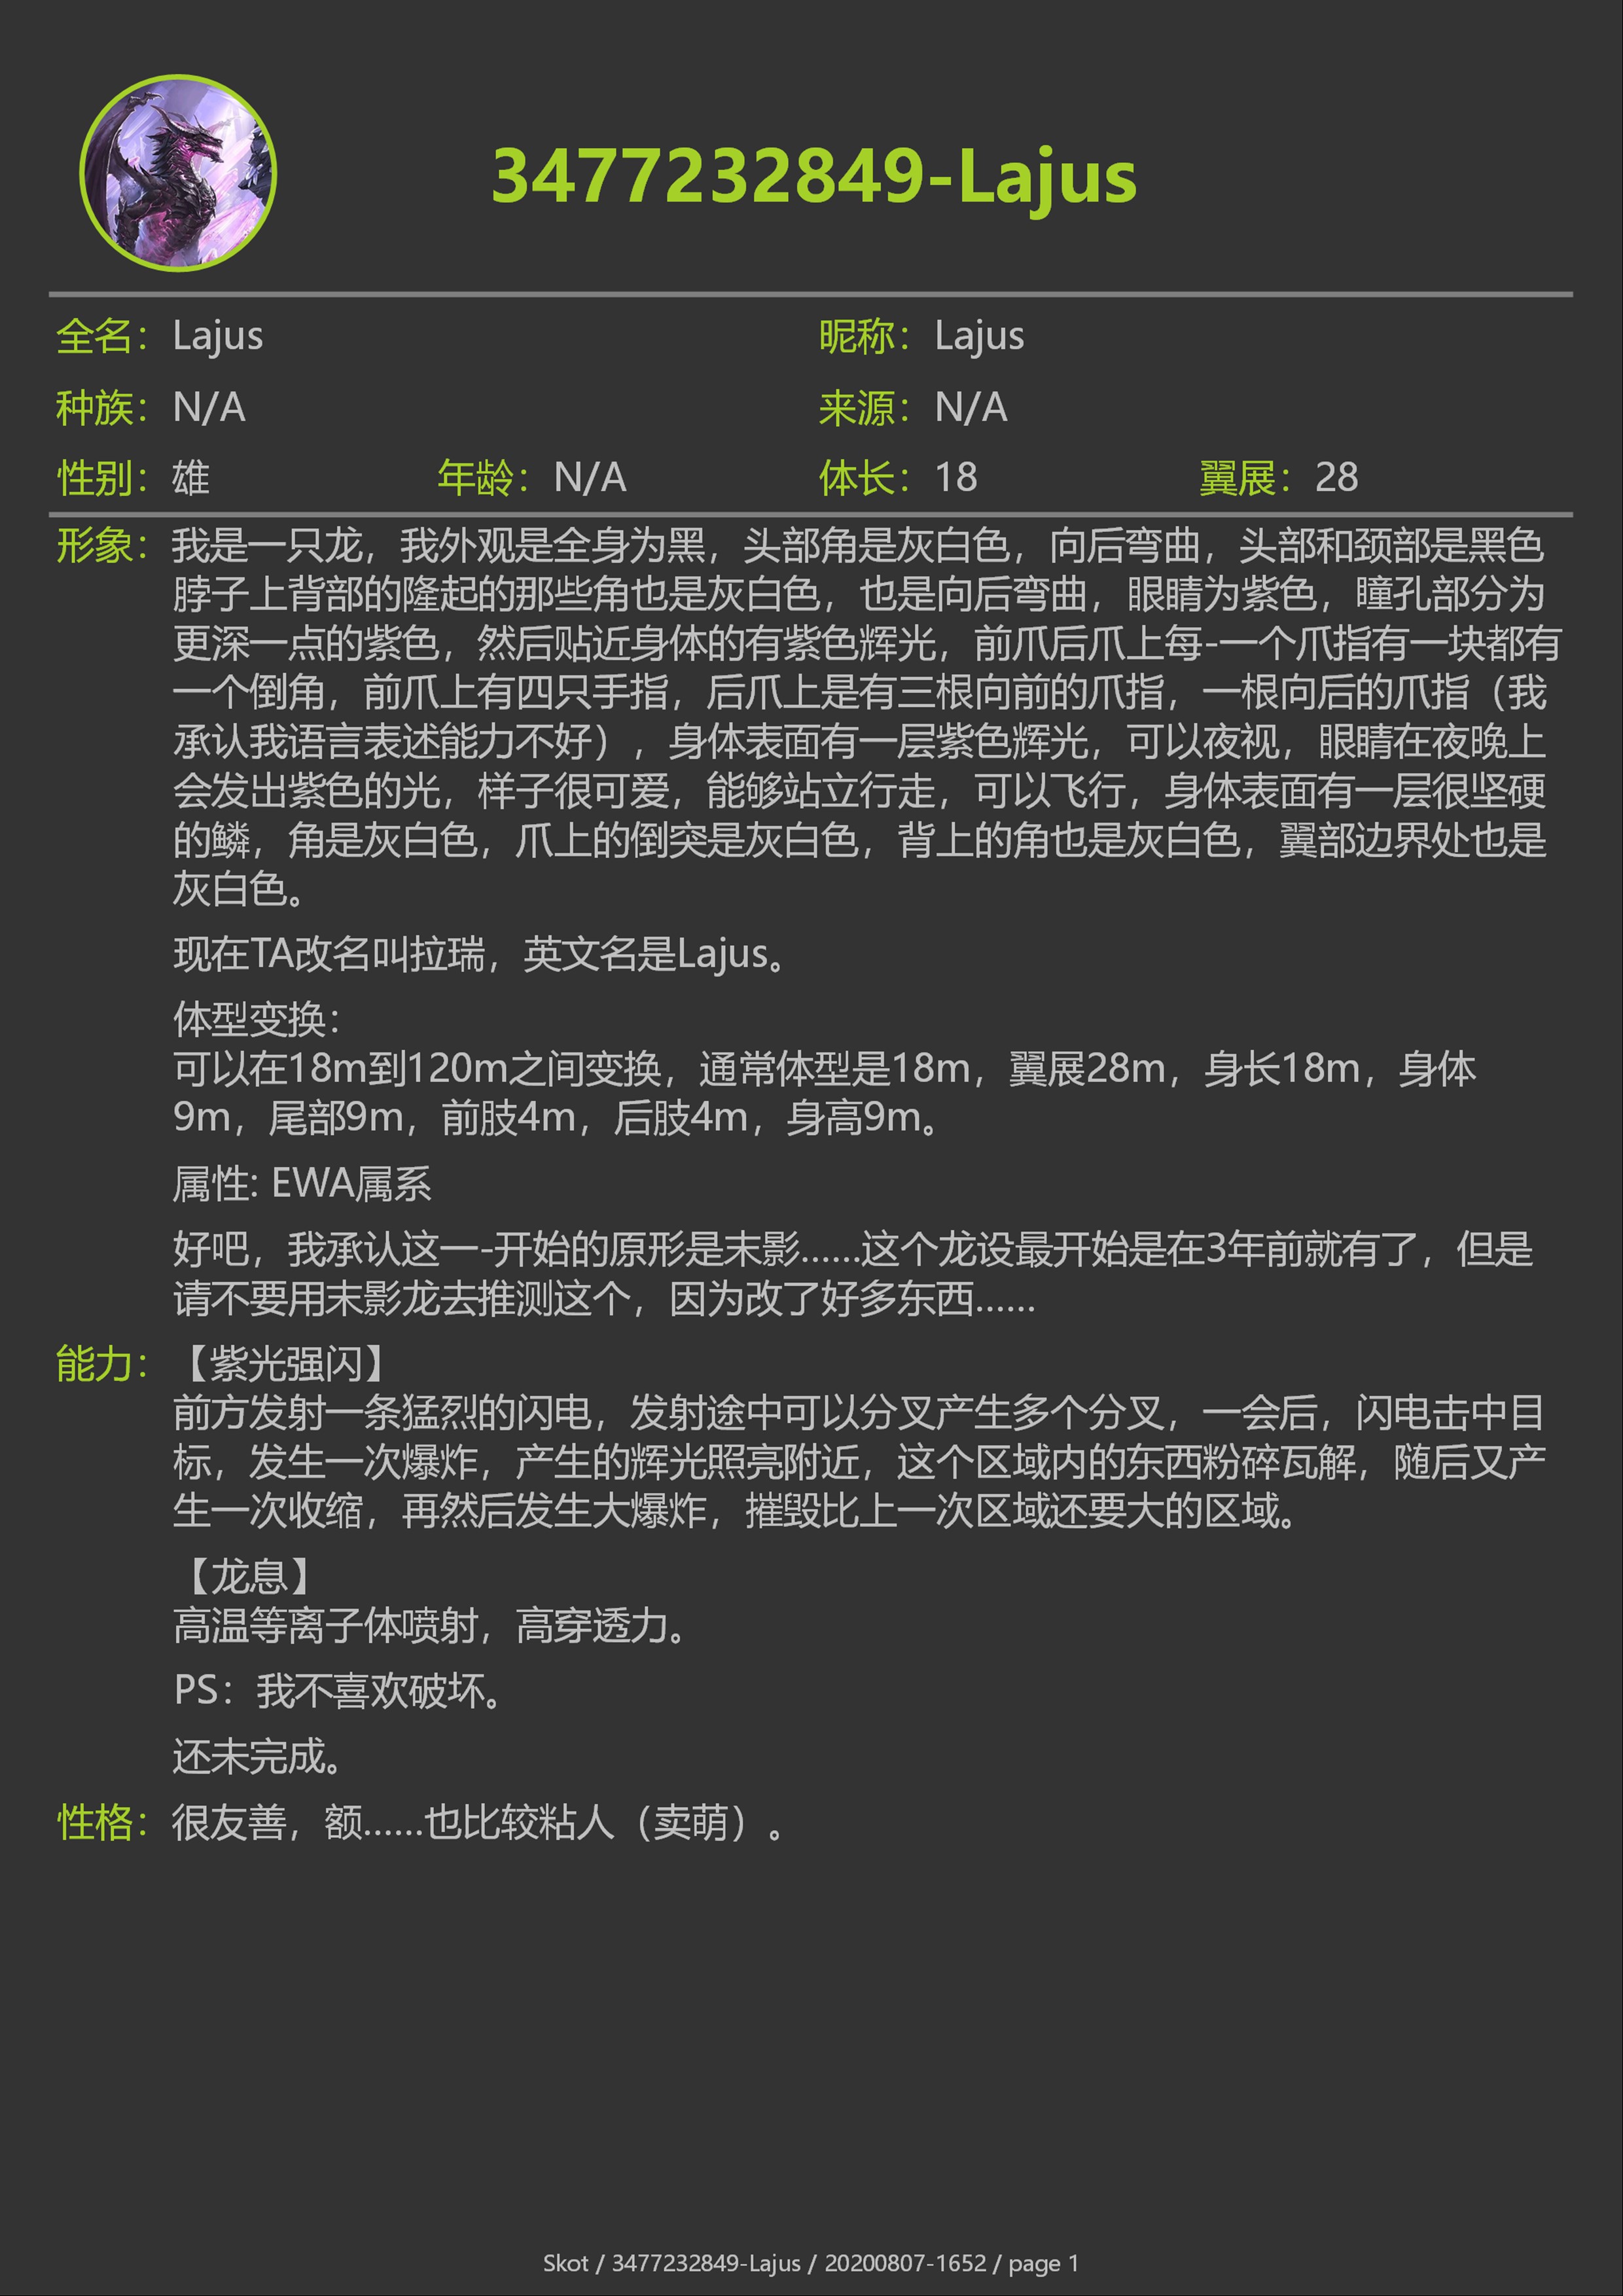 3477232849-Lajus
全名：Lajus
昵称：Lajus
种族：N/A
来源：N/A
性别：雄
年龄：N/A
体长：18
翼展：28
形象：我是一只龙，我外观是全身为黑，头部角是灰白色，向后弯曲，头部和颈部是黑色
脖子上背部的隆起的那些角也是灰白色，也是向后弯曲，眼睛为紫色，瞳孔部分为
更深一点的紫色，然后贴近身体的有紫色辉光，前爪后爪上每-一个爪指有一块都有
一个倒角，前爪上有四只手指，后爪上是有三根向前的爪指，一根向后的爪指（我
承认我语言表述能力不好），身体表面有一层紫色辉光，可以夜视，眼睛在夜晚上
会发出紫色的光，样子很可爱，能够站立行走，可以飞行，身体表面有一层很坚硬
的鳞，角是灰白色，爪上的倒突是灰白色，背上的角也是灰白色，翼部边界处也是
灰白色。
现在TA改名叫拉瑞，英文名是Lajus。
体型变换：
可以在18m到120m之间变换，通常体型是18m，翼展28m，身长18m，身体
9m，尾部9m，前肢4m，后肢4m，身高9m。
属性: EWA属系
好吧，我承认这一-开始的原形是末影……这个龙设最开始是在3年前就有了，但是
请不要用末影龙去推测这个，因为改了好多东西……
能力：【紫光强闪】
前方发射一条猛烈的闪电，发射途中可以分叉产生多个分叉，一会后，闪电击中目
标，发生一次爆炸，产生的辉光照亮附近，这个区域内的东西粉碎瓦解，随后又产
生一次收缩，再然后发生大爆炸，摧毁比上一次区域还要大的区域。
【龙息】
高温等离子体喷射，高穿透力。
PS：我不喜欢破坏。
还未完成。
性格：很友善，额……也比较粘人（卖萌）。
Skot / 3477232849-Lajus / 20200807-1652 / page 1